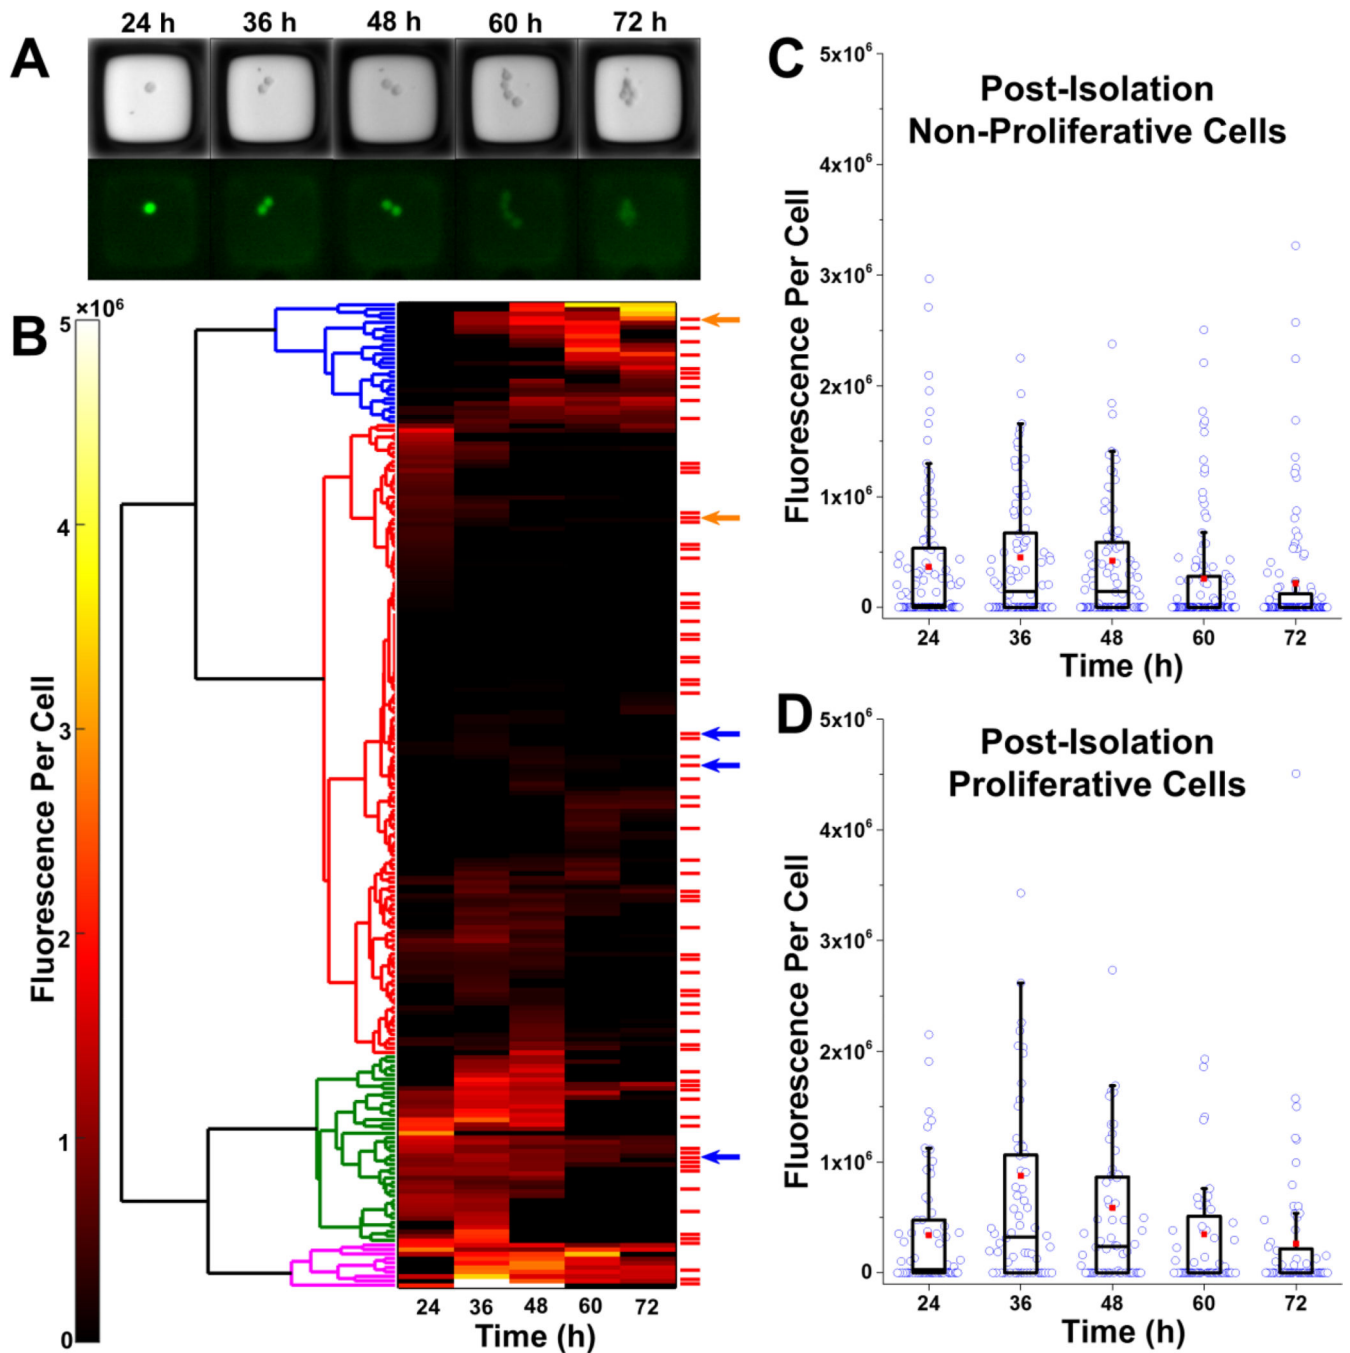 A
24 h 36 h 48 h 60 h 72 h
B
×10⁶
5
4
3
2
1
0
Fluorescence Per Cell
24 36 48 60 72
Time (h)
C
Post-Isolation
Non-Proliferative Cells
5x10⁶
4x10⁶
3x10⁶
2x10⁶
1x10⁶
0
Fluorescence Per Cell
24 36 48 60 72
Time (h)
D
Post-Isolation
Proliferative Cells
5x10⁶
4x10⁶
3x10⁶
2x10⁶
1x10⁶
0
Fluorescence Per Cell
24 36 48 60 72
Time (h)